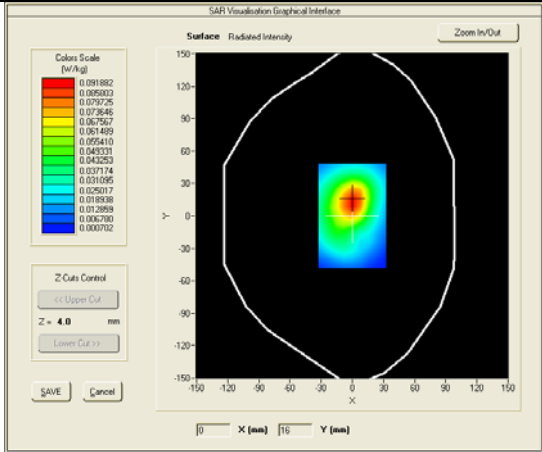 SAR Visualisation Graphical Interface
Surface Radiated Intensity
Zoom In/Out
Colors Scale
(W/kg)
0.091882
0.085803
0.079725
0.073646
0.067567
0.061489
0.055410
0.049331
0.043253
0.037174
0.031095
0.025017
0.018938
0.012859
0.006780
0.000702
Z-Cuts Control
<< Upper Cut
Z = 4.0 mm
Lower Cut >>
SAVE Cancel
150-
120-
90-
60-
30-
0-
-30-
-60-
-90-
-120-
-150-
Y
-150 -120 -90 -60 -30 0 30 60 90 120 150
X
0 X (mm) 16 Y (mm)